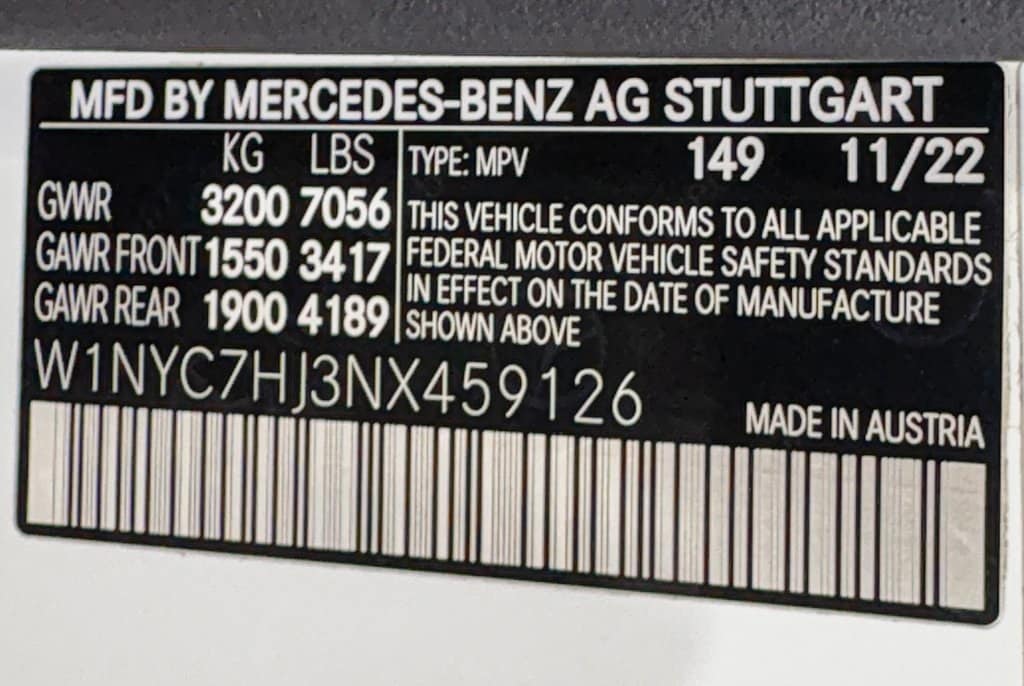 MFD BY MERCEDES-BENZ AG STUTTGART
KG LBS
GVWR 3200 7056
GAWR FRONT 1550 3417
GAWR REAR 1900 4189
TYPE: MPV 149 11/22
THIS VEHICLE CONFORMS TO ALL APPLICABLE
FEDERAL MOTOR VEHICLE SAFETY STANDARDS
IN EFFECT ON THE DATE OF MANUFACTURE
SHOWN ABOVE
W1NYC7HJ3NX459126
MADE IN AUSTRIA